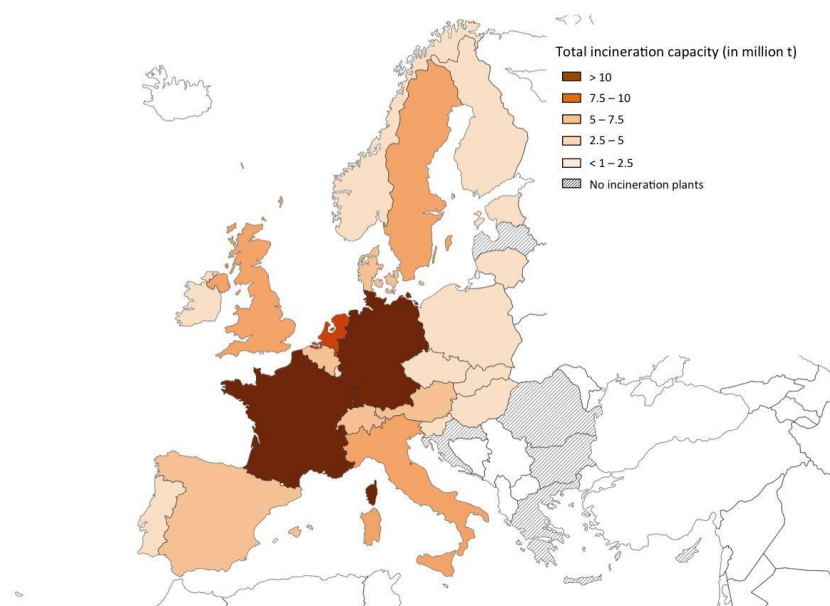 Total incineration capacity (in million t)
> 10
7.5 – 10
5 – 7.5
2.5 – 5
< 1 – 2.5
No incineration plants